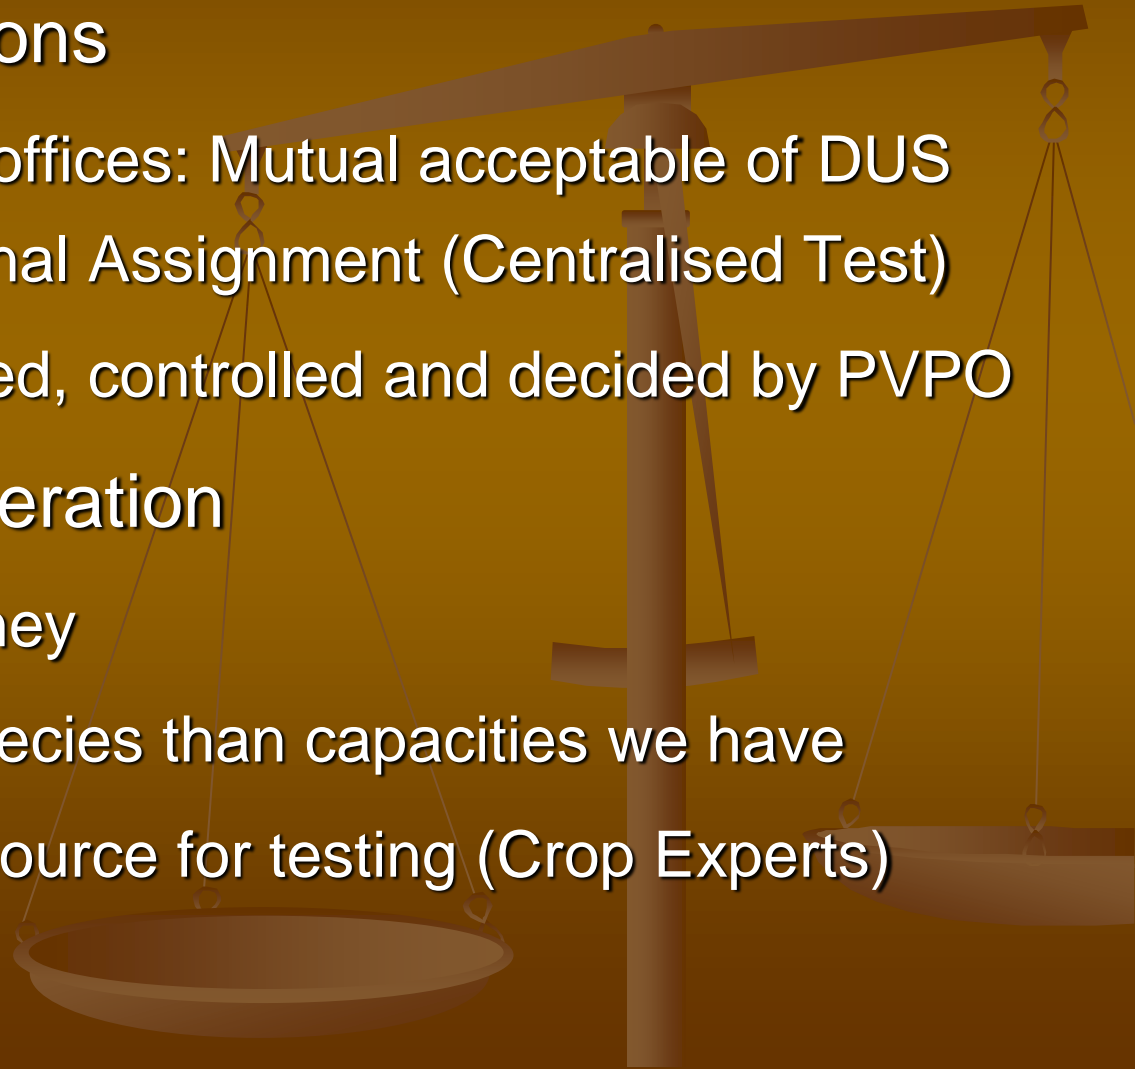 ons
offices: Mutual acceptable of DUS
nal Assignment (Centralised Test)
ed, controlled and decided by PVPO
eration
ney
ecies than capacities we have
ource for testing (Crop Experts)